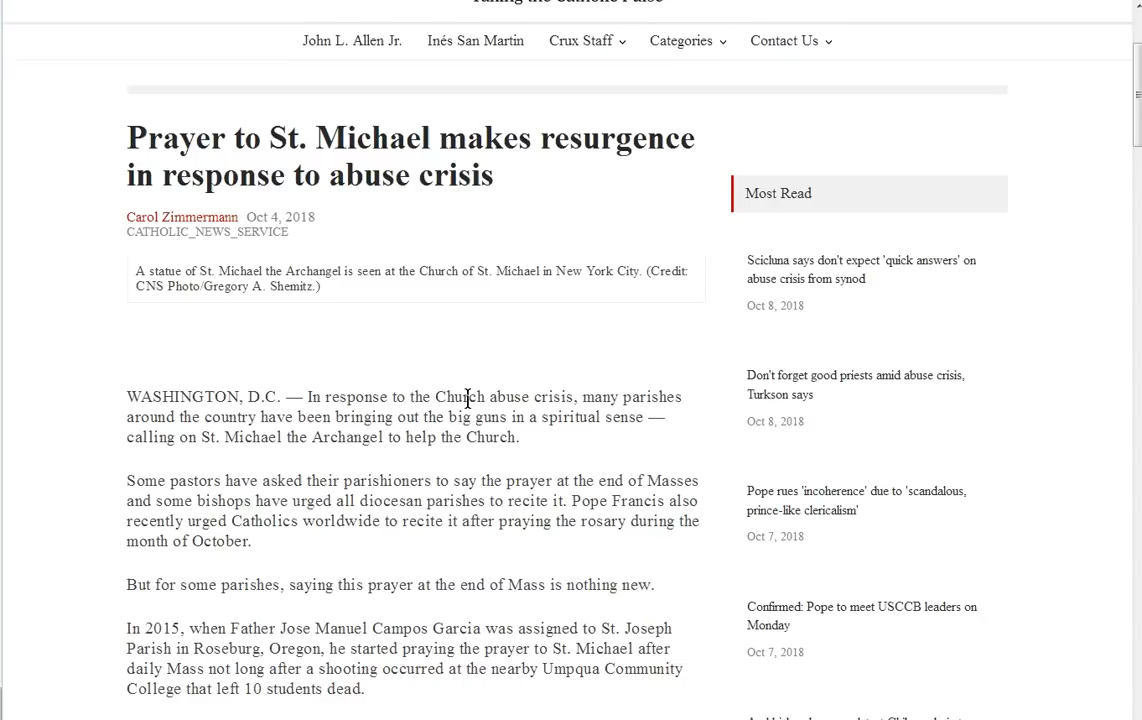 Taking the Catholic Pulse
John L. Allen Jr. Inés San Martin Crux Staff Categories Contact Us
Prayer to St. Michael makes resurgence
in response to abuse crisis
Carol Zimmermann Oct 4, 2018
CATHOLIC_NEWS_SERVICE
A statue of St. Michael the Archangel is seen at the Church of St. Michael in New York City. (Credit:
CNS Photo/Gregory A. Shemitz.)
WASHINGTON, D.C. — In response to the Church abuse crisis, many parishes
around the country have been bringing out the big guns in a spiritual sense —
calling on St. Michael the Archangel to help the Church.
Some pastors have asked their parishioners to say the prayer at the end of Masses
and some bishops have urged all diocesan parishes to recite it. Pope Francis also
recently urged Catholics worldwide to recite it after praying the rosary during the
month of October.
But for some parishes, saying this prayer at the end of Mass is nothing new.
In 2015, when Father Jose Manuel Campos Garcia was assigned to St. Joseph
Parish in Roseburg, Oregon, he started praying the prayer to St. Michael after
daily Mass not long after a shooting occurred at the nearby Umpqua Community
College that left 10 students dead.
Most Read
Scicluna says don't expect 'quick answers' on
abuse crisis from synod
Oct 8, 2018
Don't forget good priests amid abuse crisis,
Turkson says
Oct 8, 2018
Pope rues 'incoherence' due to 'scandalous,
prince-like clericalism'
Oct 7, 2018
Confirmed: Pope to meet USCCB leaders on
Monday
Oct 7, 2018